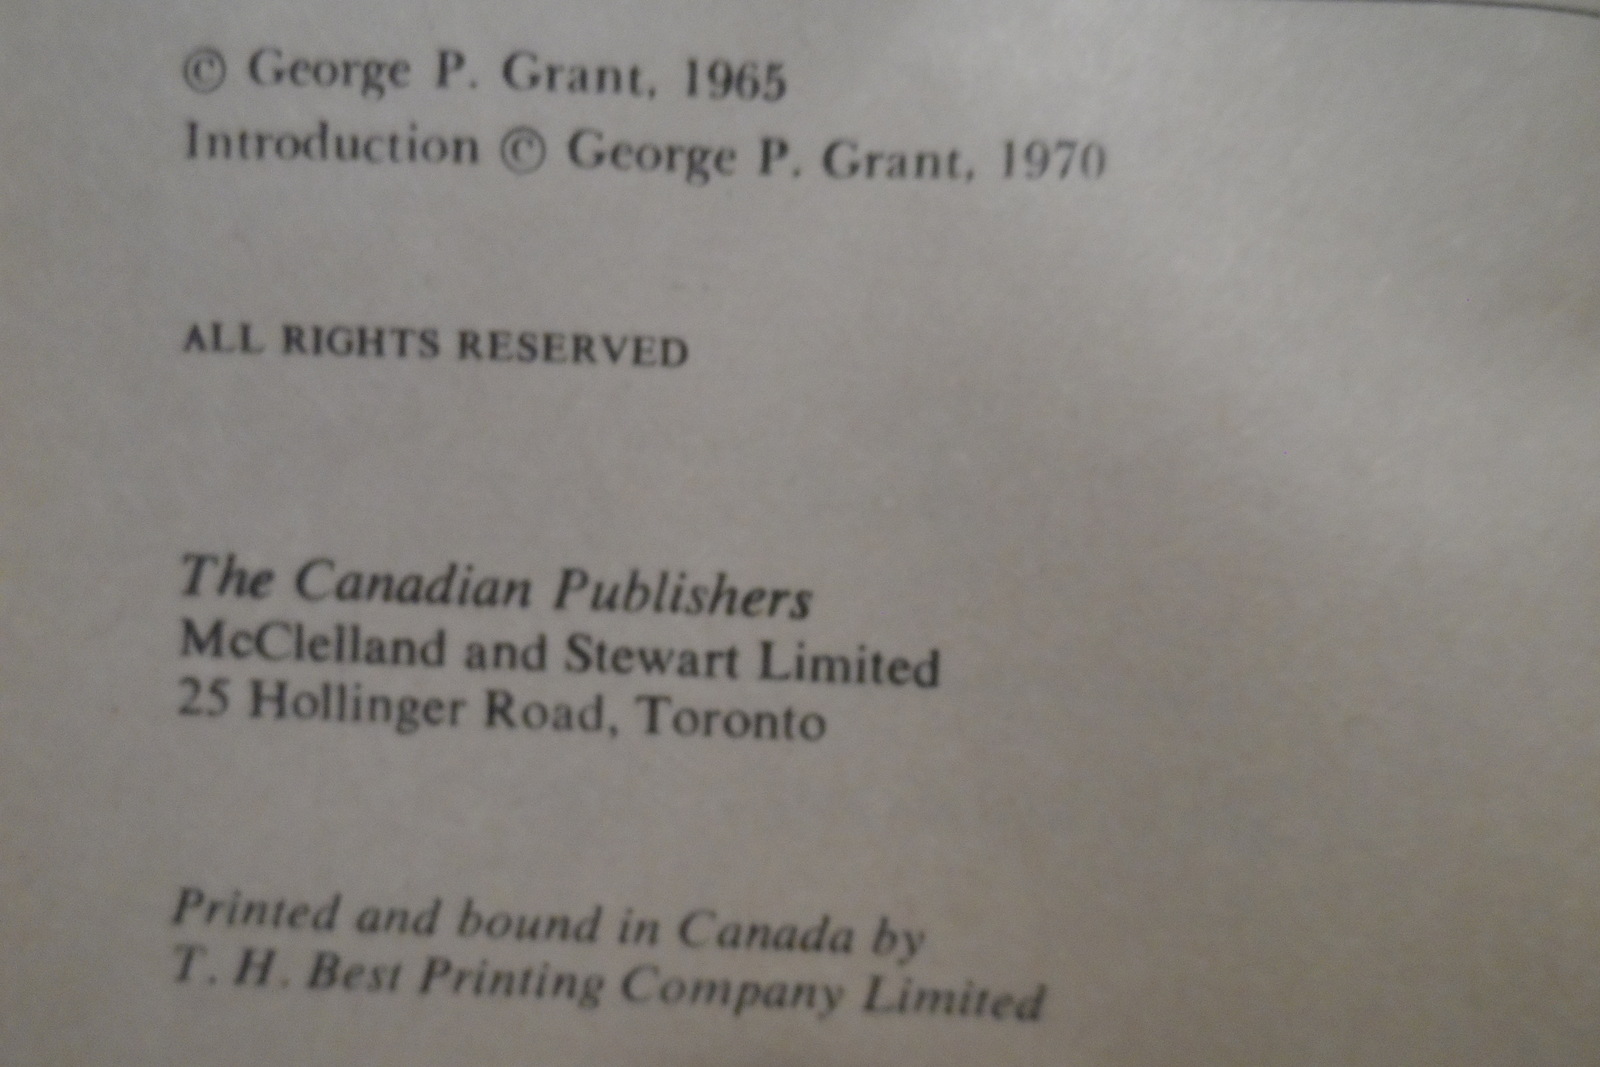 © George P. Grant, 1965
Introduction © George P. Grant, 1970
ALL RIGHTS RESERVED
The Canadian Publishers
McClelland and Stewart Limited
25 Hollinger Road, Toronto
Printed and bound in Canada by
T. H. Best Printing Company Limited